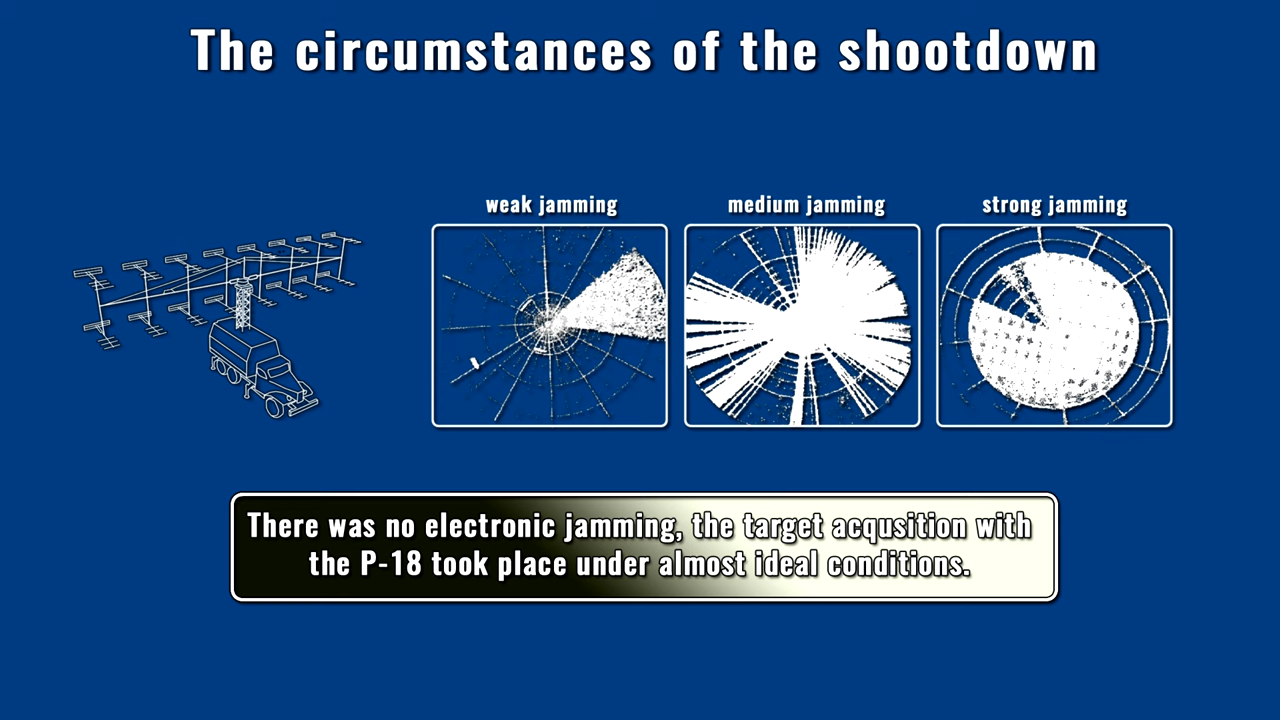 The circumstances of the shootdown
weak jamming
medium jamming
strong jamming
There was no electronic jamming, the target acqusition with
the P-18 took place under almost ideal conditions.